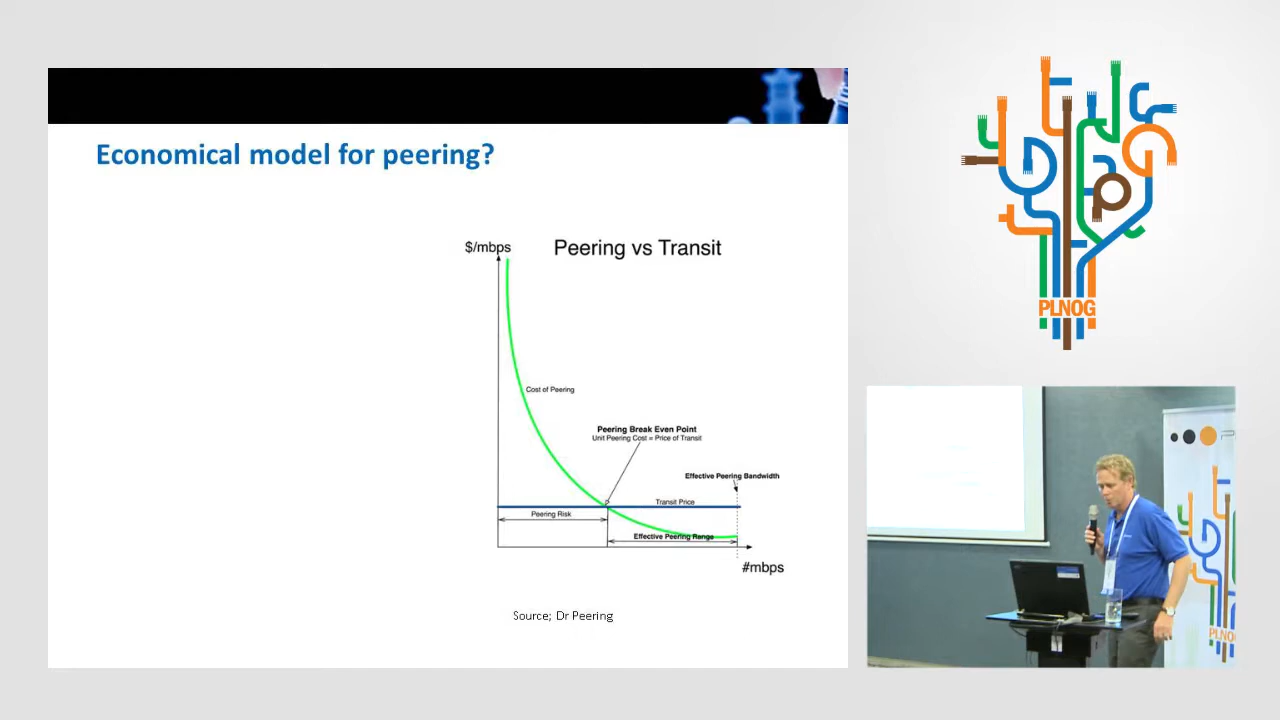 Economical model for peering?
$/mbps
Peering vs Transit
Cost of Peering
Peering Break Even Point
Unit Peering Cost = Price of Transit
Effective Peering Bandwidth
Transit Price
Peering Risk
Effective Peering Range
#mbps
Source; Dr Peering
PLNOG